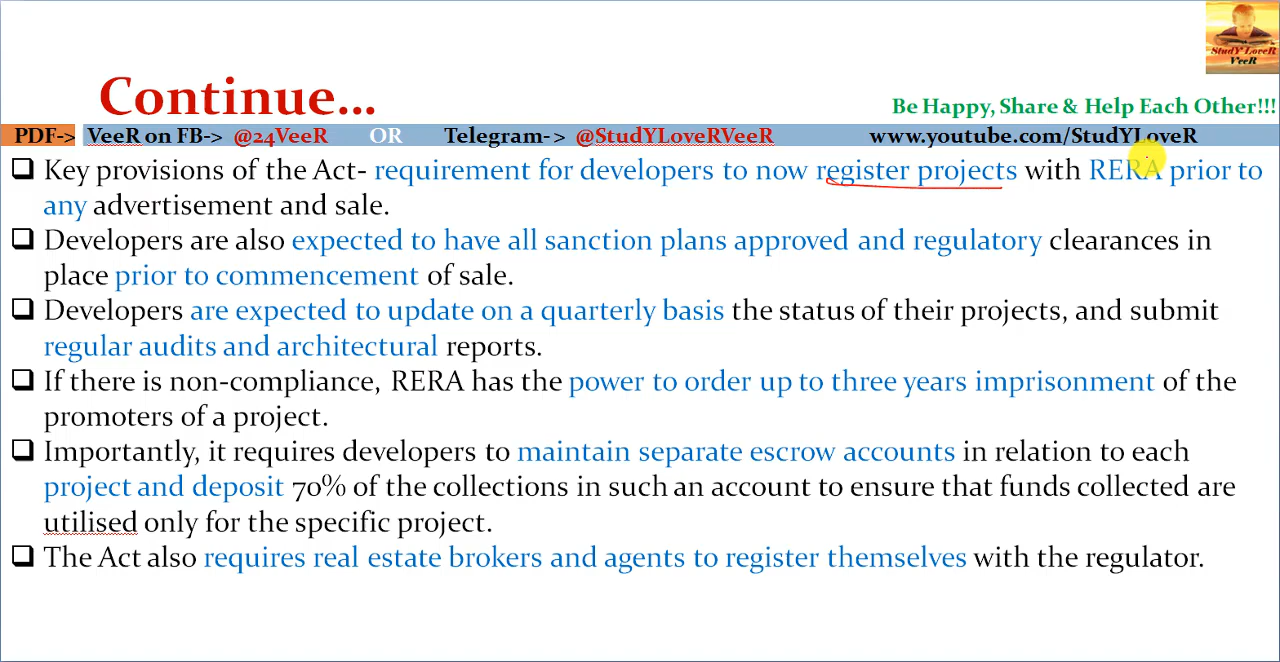 StudY LoveR
VeeR
Continue...
Be Happy, Share & Help Each Other!!!
PDF-> VeeR on FB-> @24VeeR OR Telegram-> @StudYLoveRVeeR www.youtube.com/StudYLoveR
❑ Key provisions of the Act- requirement for developers to now register projects with RERA prior to
any advertisement and sale.
❑ Developers are also expected to have all sanction plans approved and regulatory clearances in
place prior to commencement of sale.
❑ Developers are expected to update on a quarterly basis the status of their projects, and submit
regular audits and architectural reports.
❑ If there is non-compliance, RERA has the power to order up to three years imprisonment of the
promoters of a project.
❑ Importantly, it requires developers to maintain separate escrow accounts in relation to each
project and deposit 70% of the collections in such an account to ensure that funds collected are
utilised only for the specific project.
❑ The Act also requires real estate brokers and agents to register themselves with the regulator.